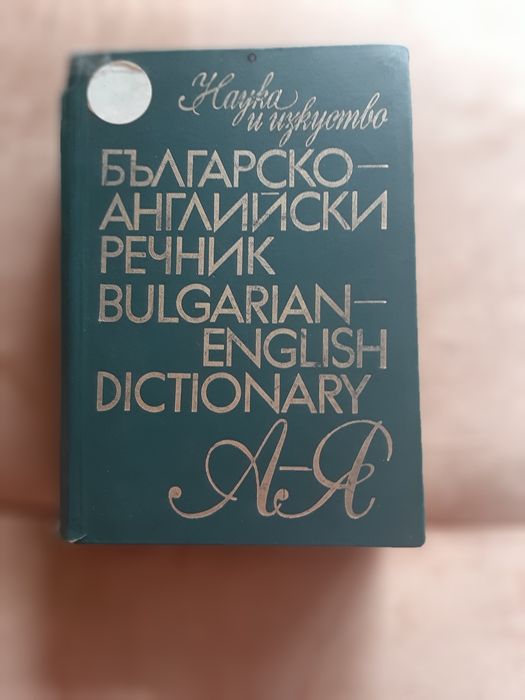 Наука
и изкуство
БЪЛГАРСКО—
АНГЛИЙСКИ
РЕЧНИК
BULGARIAN—
ENGLISH
DICTIONARY
А—Я